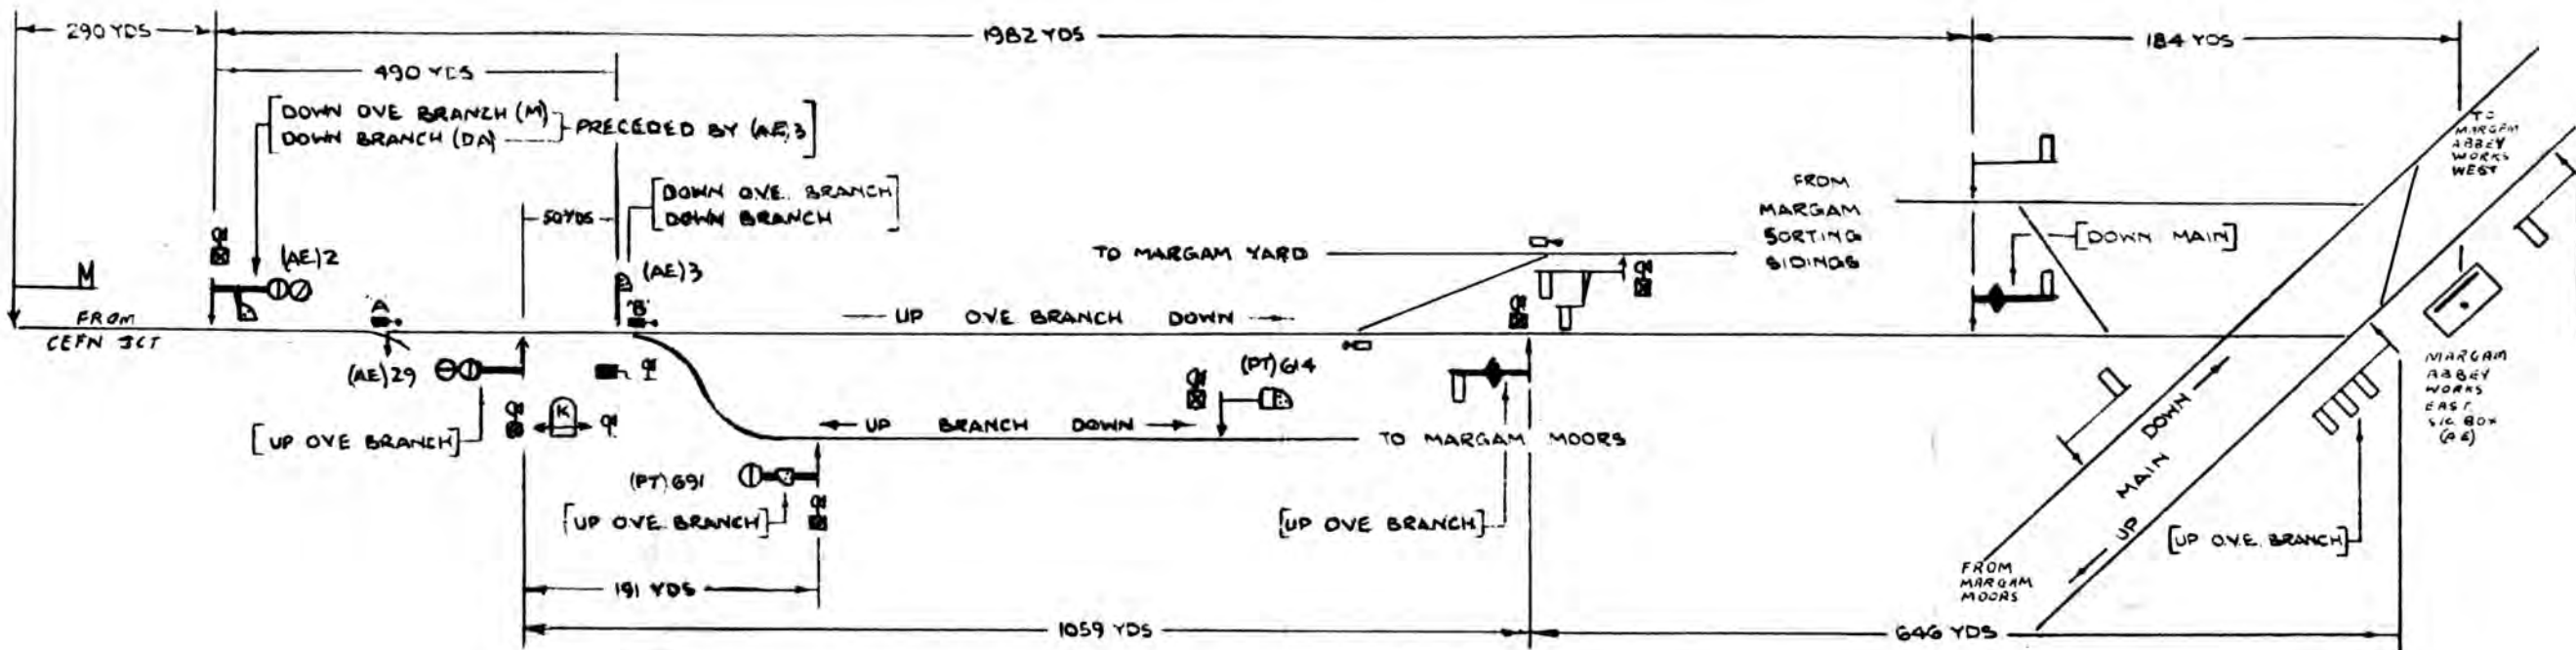 290 YDS
1982 YDS
184 YDS
490 YDS
DOWN OVE BRANCH (M)
DOWN BRANCH (DA)
PRECEDED BY (AE) 3
(AE) 2
M
FROM
CEFN JCT
A
50 YDS
DOWN O.V.E. BRANCH
DOWN BRANCH
(AE) 3
'B'
UP OVE BRANCH DOWN
TO MARGAM YARD
FROM
MARGAM
SORTING
SIDINGS
[DOWN MAIN]
TO
MARGAM
ABBEY
WORKS
WEST
MARGAM
ABBEY
WORKS
EAST
SIG. BOX
(AE)
(AE) 29
[UP OVE BRANCH]
K
(PT) 614
UP BRANCH DOWN
TO MARGAM MOORS
(PT) 691
[UP OVE BRANCH]
[UP OVE BRANCH]
DOWN
MAIN
UP
[UP O.V.E. BRANCH]
FROM
MARGAM
MOORS
191 YDS
1059 YDS
646 YDS